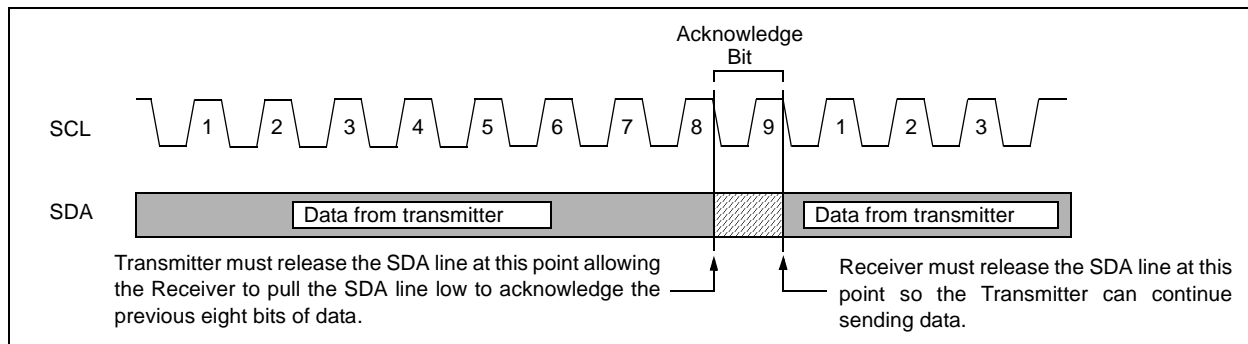 Acknowledge
Bit
SCL
1 2 3 4 5 6 7 8 9 1 2 3
SDA
Data from transmitter
Data from transmitter
Transmitter must release the SDA line at this point allowing
the Receiver to pull the SDA line low to acknowledge the
previous eight bits of data.
Receiver must release the SDA line at this
point so the Transmitter can continue
sending data.